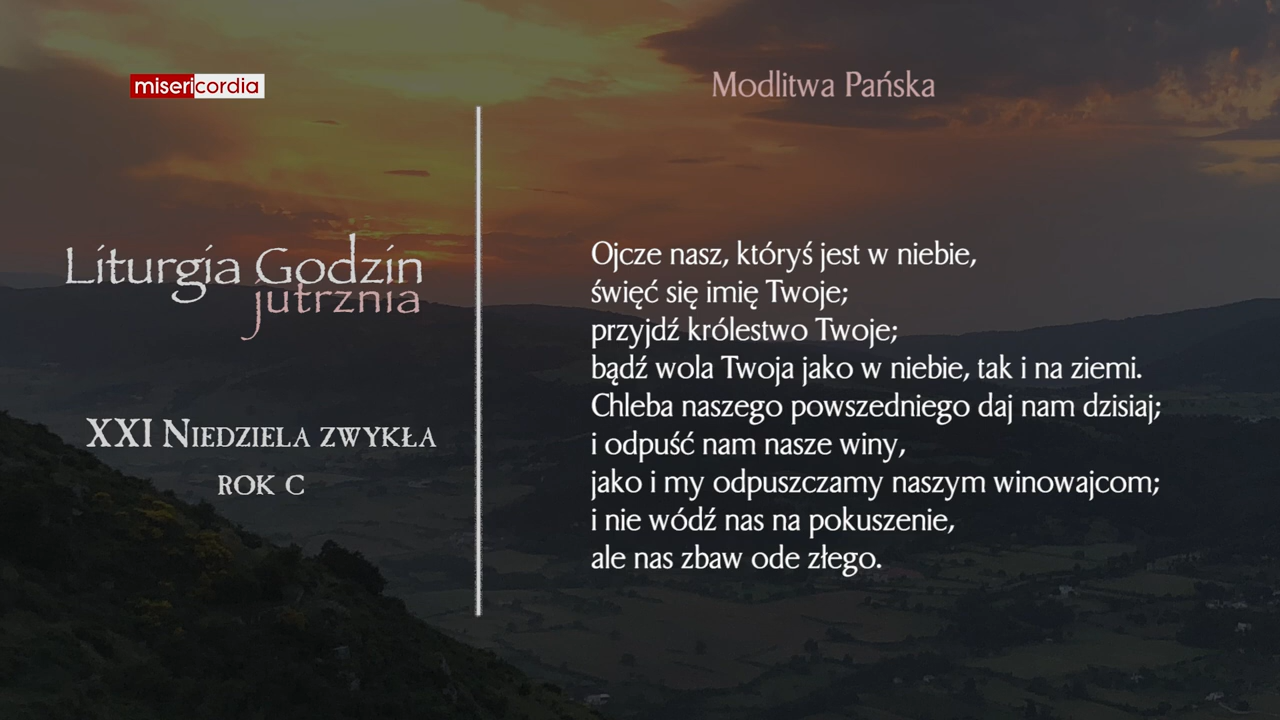 misericordia
Liturgia Godzin
jutrznia
XXI Niedziela zwykła
rok C
Modlitwa Pańska
Ojcze nasz, któryś jest w niebie,
święć się imię Twoje;
przyjdź królestwo Twoje;
bądź wola Twoja jako w niebie, tak i na ziemi.
Chleba naszego powszedniego daj nam dzisiaj;
i odpuść nam nasze winy,
jako i my odpuszczamy naszym winowajcom;
i nie wódź nas na pokuszenie,
ale nas zbaw ode złego.